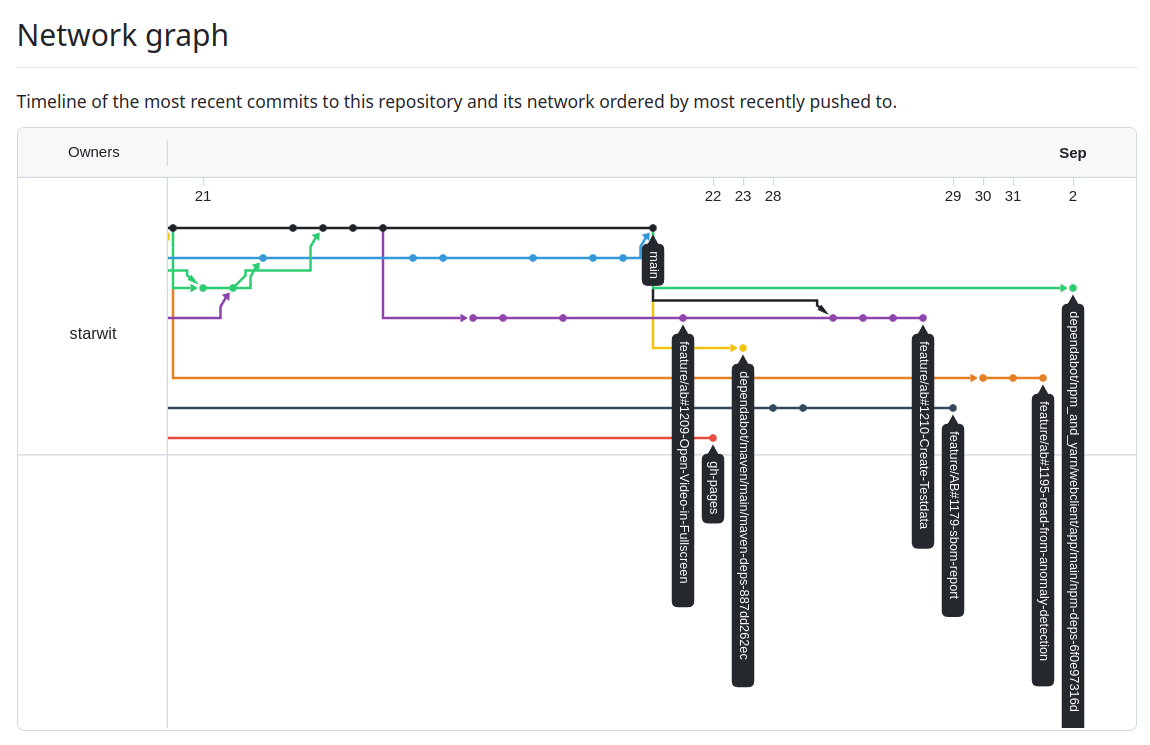 Network graph
Timeline of the most recent commits to this repository and its network ordered by most recently pushed to.
Owners
Sep
21
22
23
28
29
30
31
2
starwit
main
feature/ab#1209-Open-Video-in-Fullscreen
gh-pages
dependabot/maven/main/maven-deps-887dd262ec
feature/ab#1210-Create-Testdata
feature/AB#1179-sbom-report
feature/ab#1195-read-from-anomaly-detection
dependabot/npm_and_yarn/webclient/app/main/npm-deps-6f0e97316d